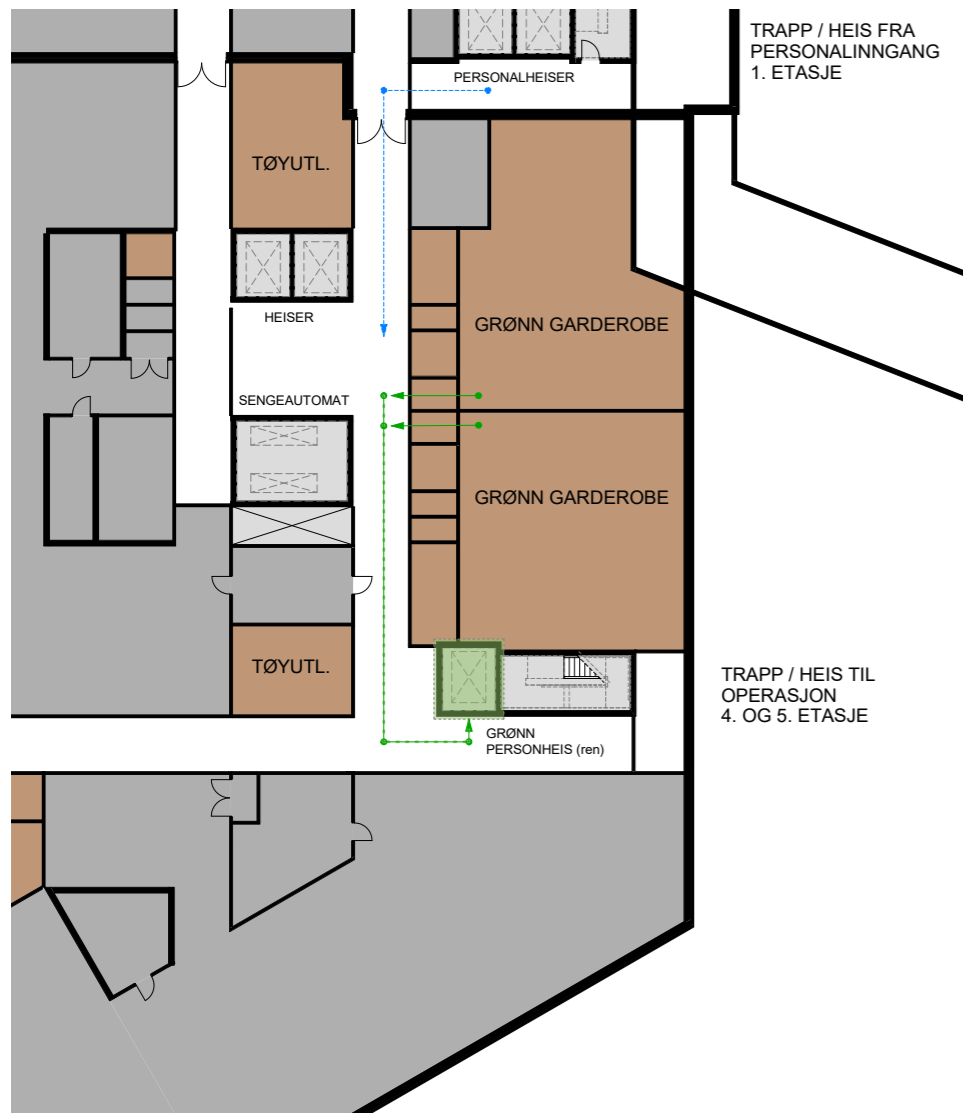 TRAPP / HEIS FRA
PERSONALINNGANG
1. ETASJE
PERSONALHEISER
TØYUTL.
HEISER
GRØNN GARDEROBE
SENGEAUTOMAT
GRØNN GARDEROBE
TØYUTL.
TRAPP / HEIS TIL
OPERASJON
4. OG 5. ETASJE
GRØNN
PERSONHEIS (ren)